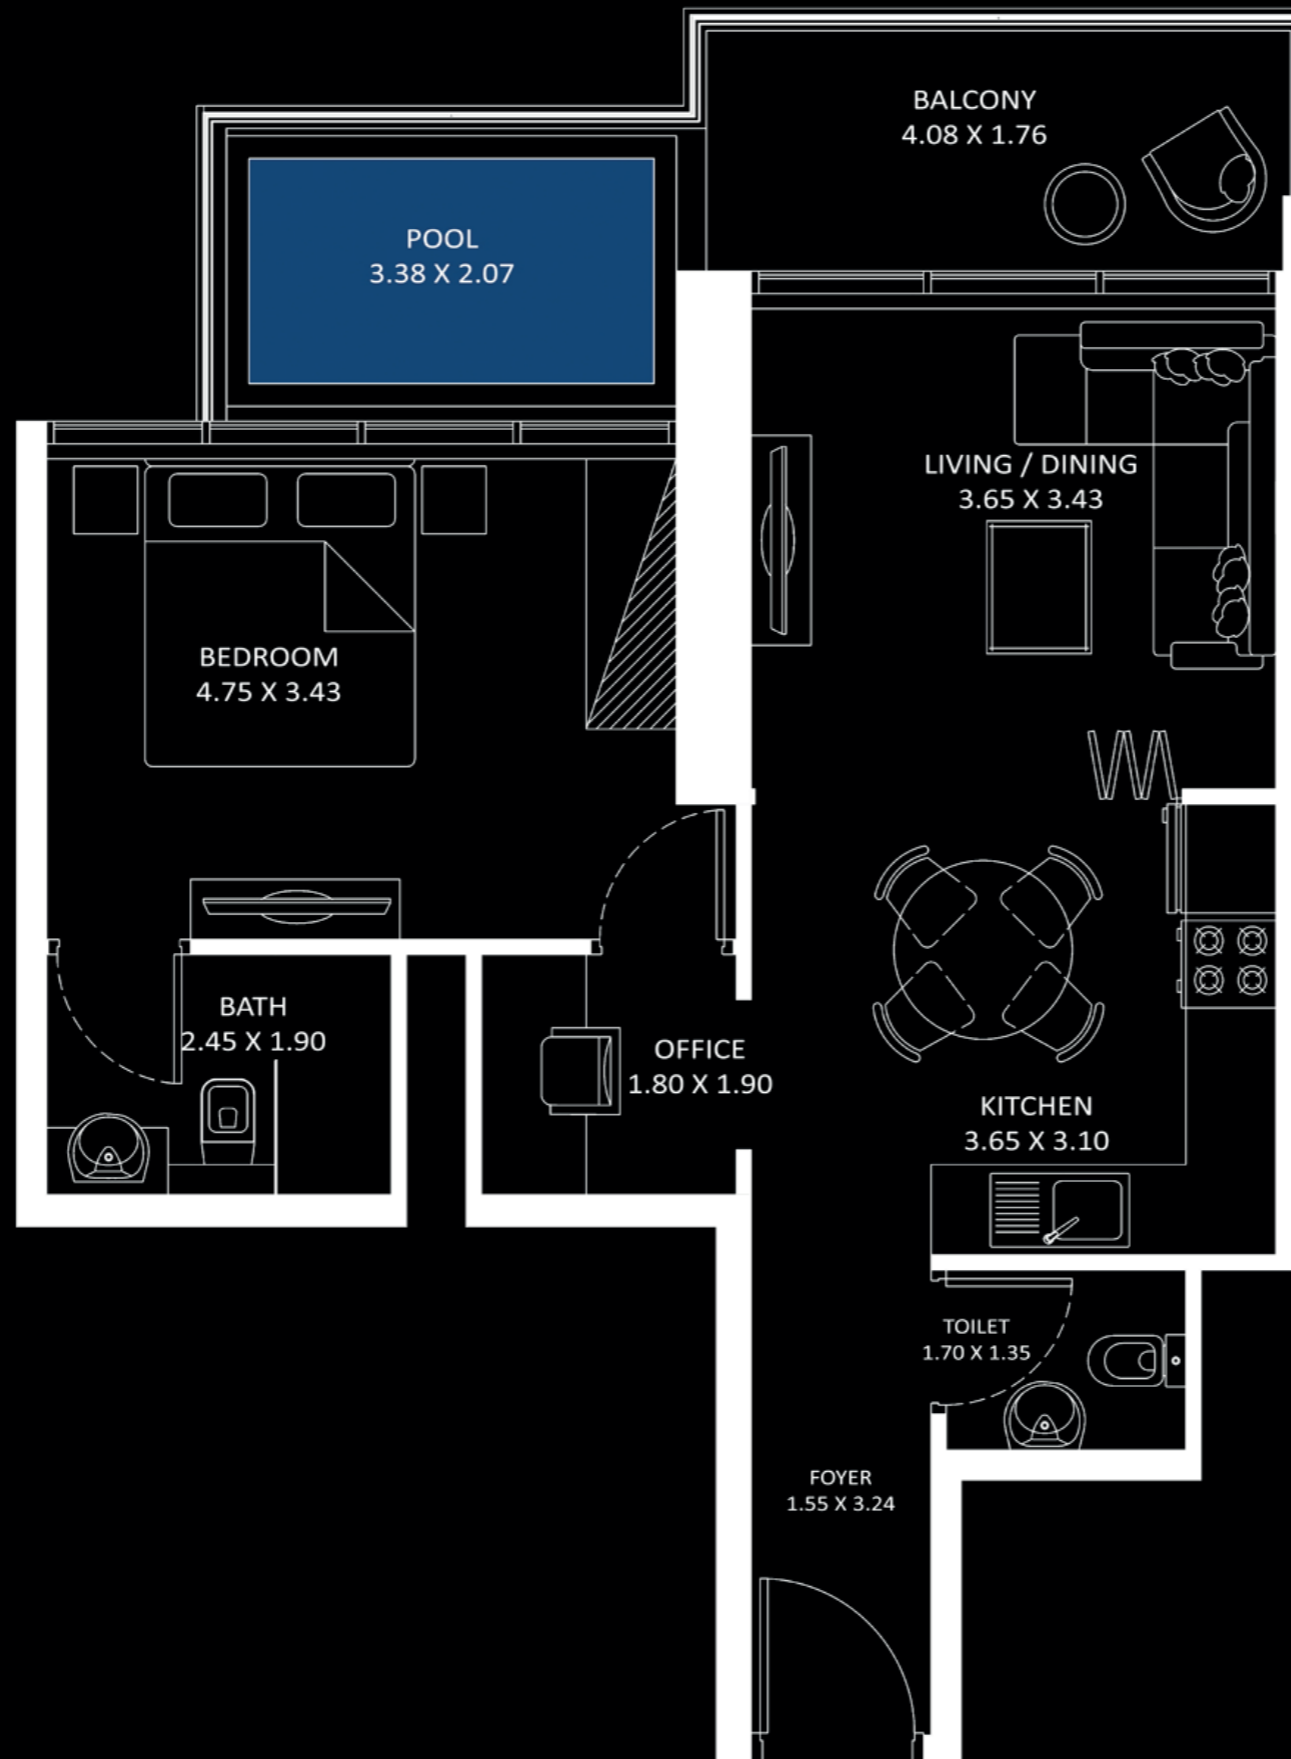 BALCONY
4.08 X 1.76
POOL
3.38 X 2.07
LIVING / DINING
3.65 X 3.43
BEDROOM
4.75 X 3.43
BATH
2.45 X 1.90
OFFICE
1.80 X 1.90
KITCHEN
3.65 X 3.10
TOILET
1.70 X 1.35
FOYER
1.55 X 3.24